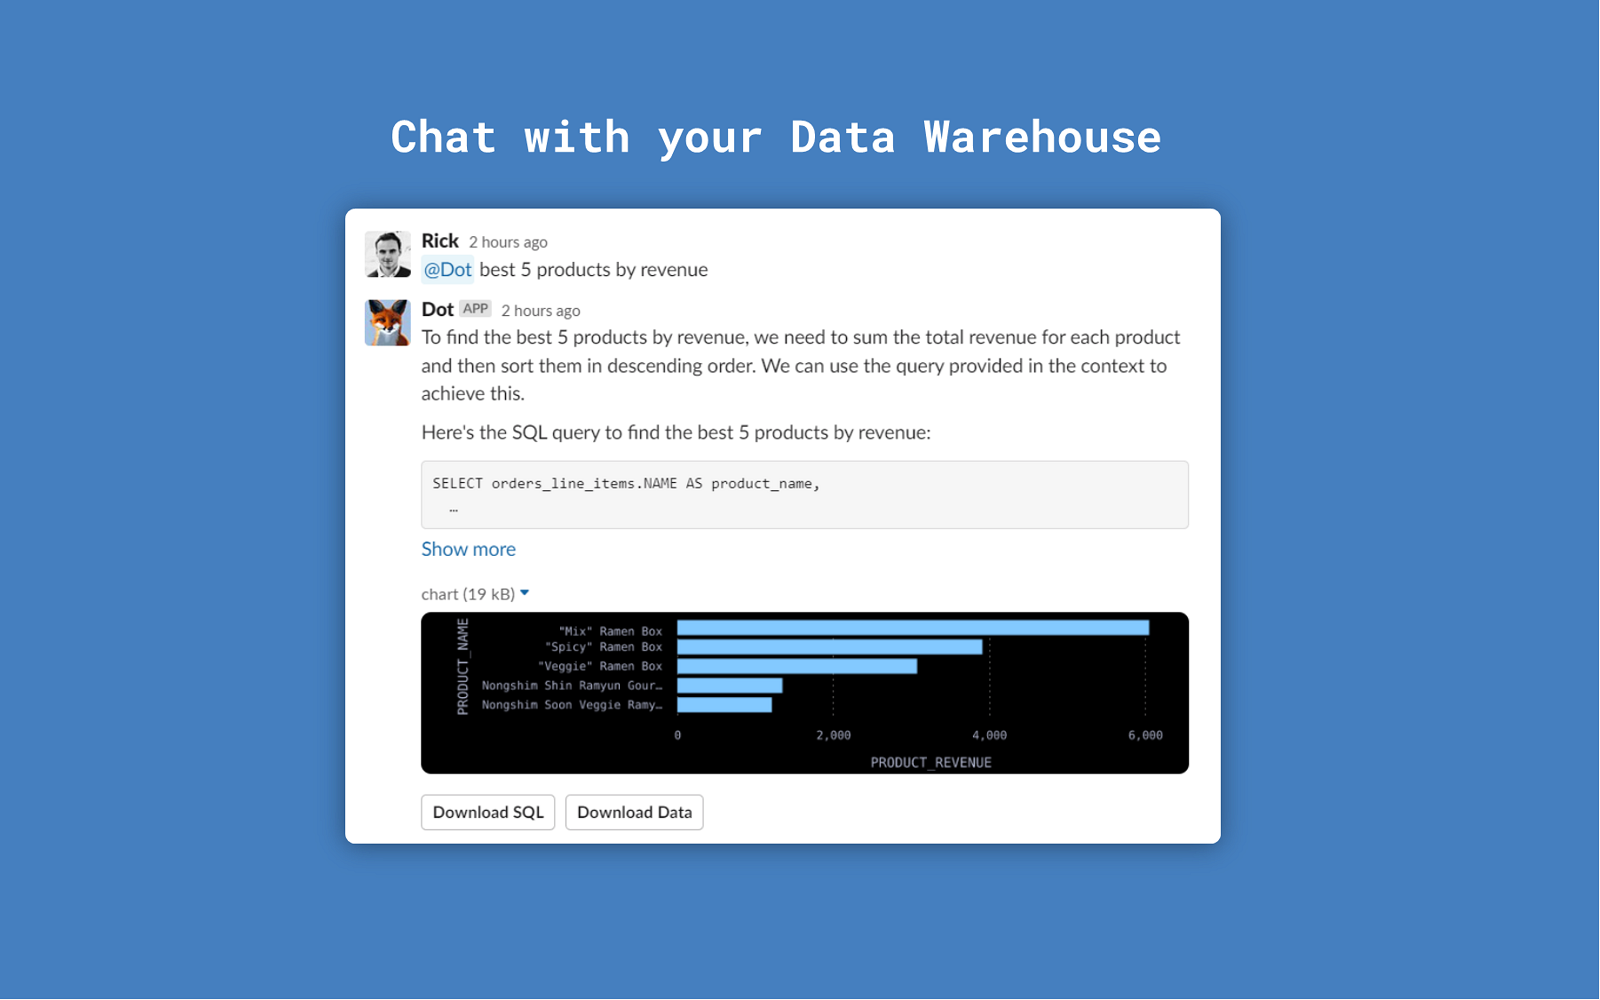 Chat with your Data Warehouse
Rick 2 hours ago
@Dot best 5 products by revenue
Dot APP 2 hours ago
To find the best 5 products by revenue, we need to sum the total revenue for each product
and then sort them in descending order. We can use the query provided in the context to
achieve this.
Here's the SQL query to find the best 5 products by revenue:
SELECT orders_line_items.NAME AS product_name,
…
Show more
chart (19 kB)
PRODUCT_NAME
"Mix" Ramen Box
"Spicy" Ramen Box
"Veggie" Ramen Box
Nongshim Shin Ramyun Gour…
Nongshim Soon Veggie Ramy…
0 2,000 4,000 6,000
PRODUCT_REVENUE
Download SQL Download Data